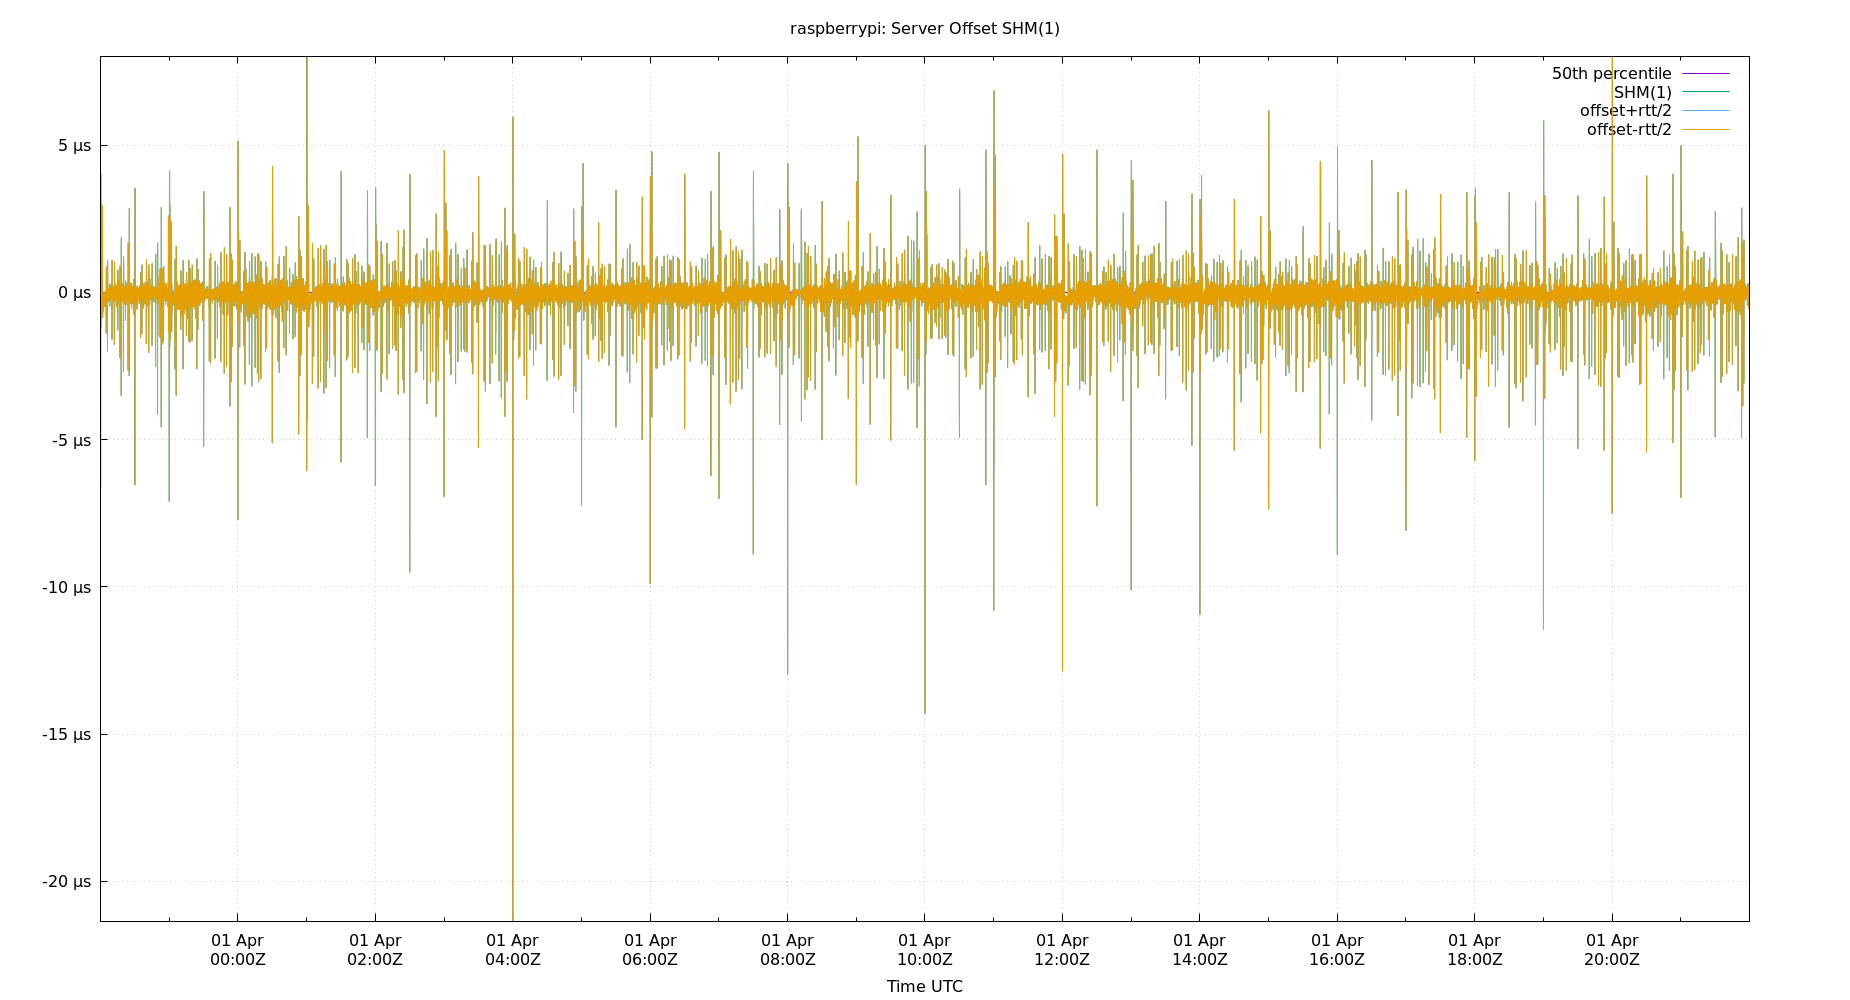 raspberrypi: Server Offset SHM(1)
50th percentile
SHM(1)
offset+rtt/2
offset-rtt/2
5 µs
0 µs
-5 µs
-10 µs
-15 µs
-20 µs
01 Apr 01 Apr 01 Apr 01 Apr 01 Apr 01 Apr 01 Apr 01 Apr 01 Apr 01 Apr 01 Apr
00:00Z 02:00Z 04:00Z 06:00Z 08:00Z 10:00Z 12:00Z 14:00Z 16:00Z 18:00Z 20:00Z
Time UTC